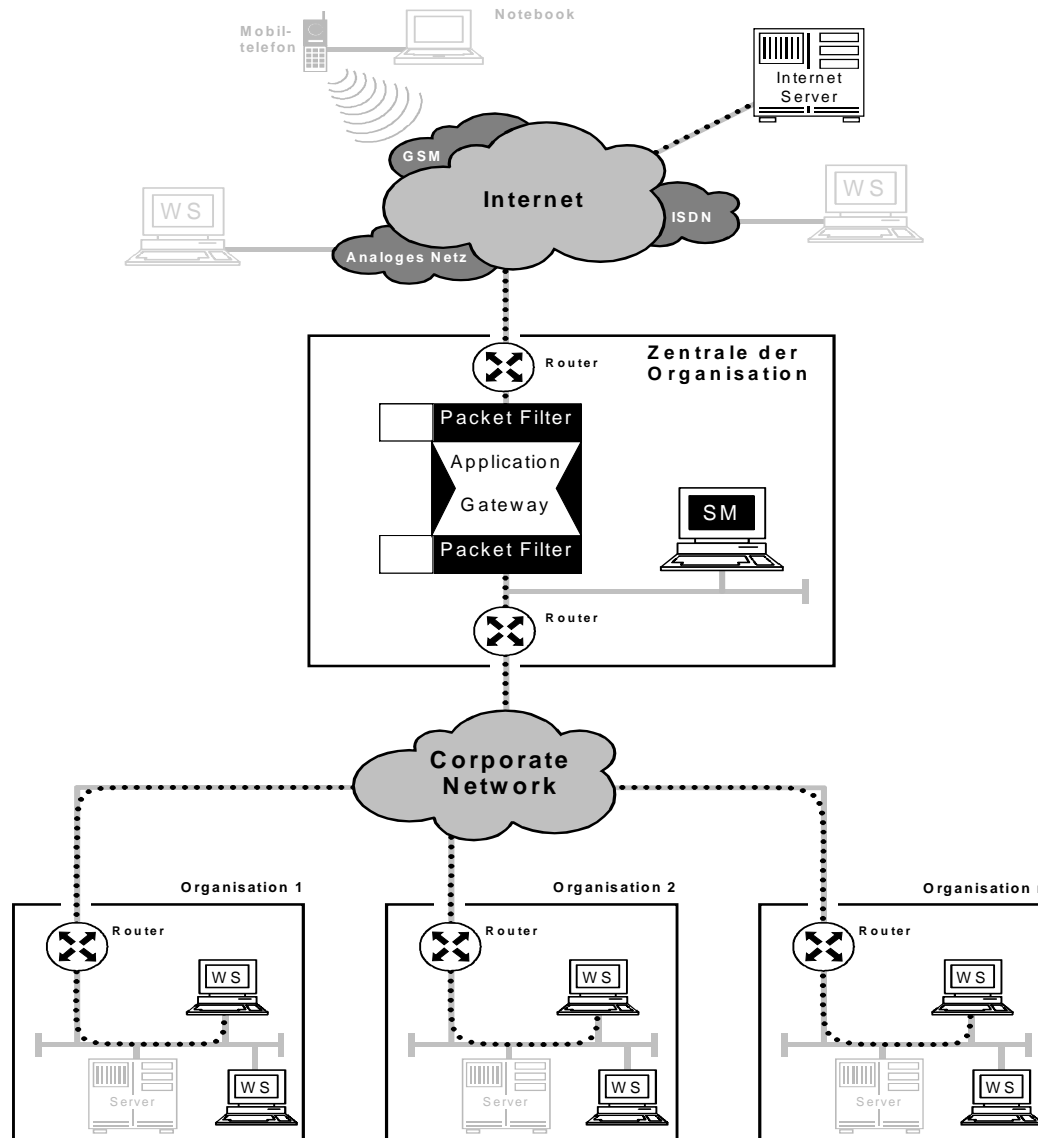 Notebook
Mobil-
telefon
Internet
Server
GSM
Internet
WS
WS
ISDN
Analoges Netz
Zentrale der
Organisation
Router
Packet Filter
Application
Gateway
SM
Packet Filter
Router
Corporate
Network
Organisation 1
Organisation 2
Organisation
Router
Router
Router
WS
WS
WS
Server
WS
Server
WS
Server
WS